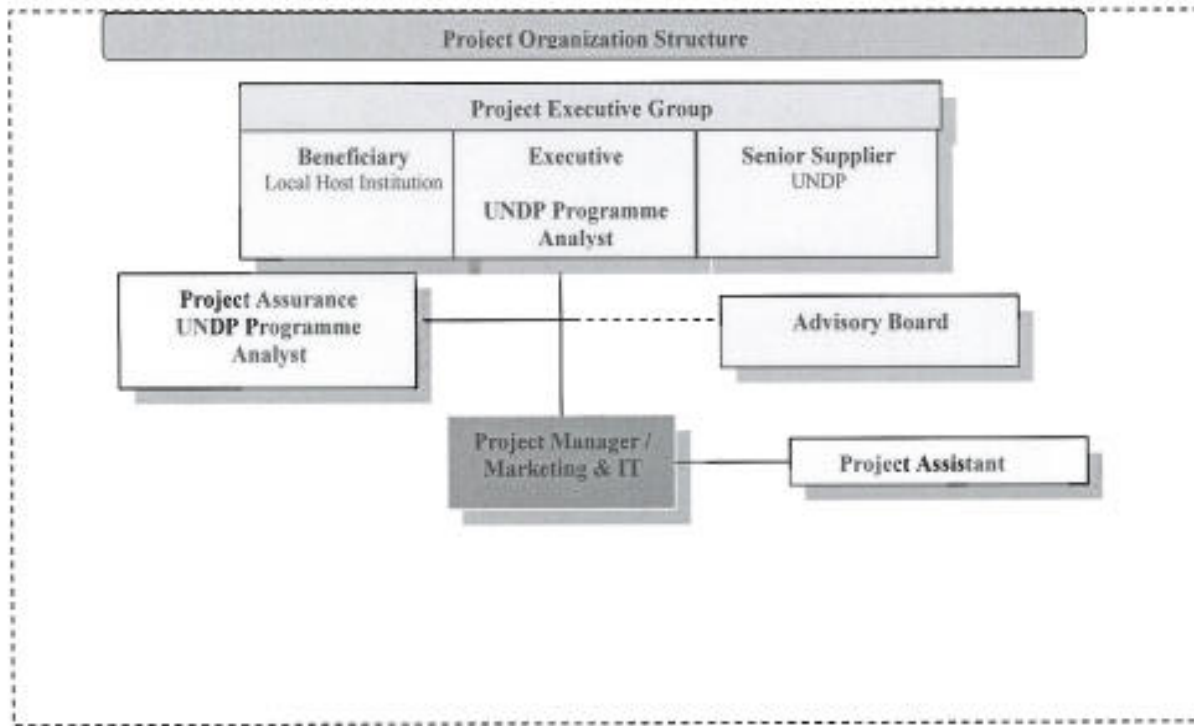 Project Organization Structure
Project Executive Group
Beneficiary
Local Host Institution
Executive
UNDP Programme
Analyst
Senior Supplier
UNDP
Project Assurance
UNDP Programme
Analyst
Advisory Board
Project Manager /
Marketing & IT
Project Assistant